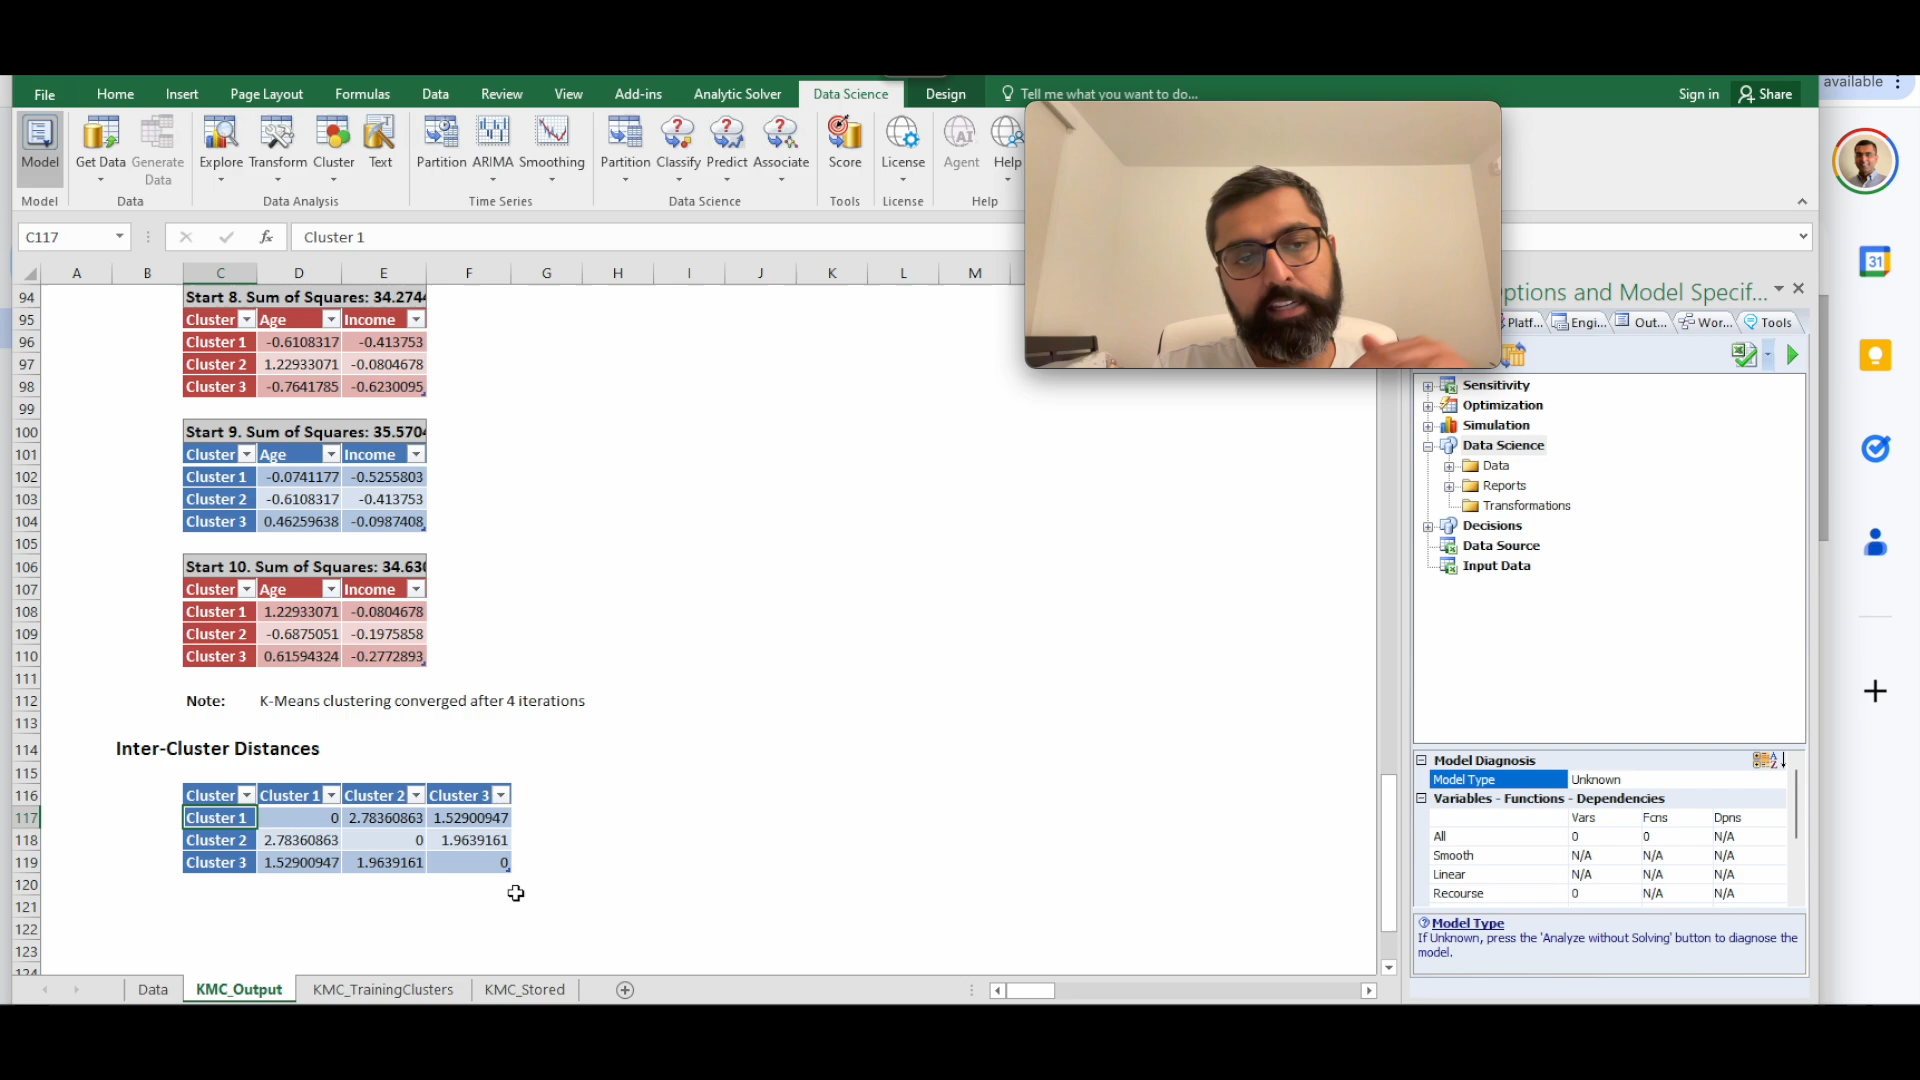 available
File Home Insert Page Layout Formulas Data Review View Add-ins Analytic Solver Data Science Design Tell me what you want to do... Sign in Share
Model Get Data Generate Data Explore Transform Cluster Text Partition ARIMA Smoothing Partition Classify Predict Associate Score License Agent Help
Model Data Data Analysis Time Series Data Science Tools License Help
C117 fx Cluster 1
A B C D E F G H I J K L M
94 Start 8. Sum of Squares: 34.274
95 Cluster Age Income
96 Cluster 1 -0.6108317 -0.413753
97 Cluster 2 1.22933071 -0.0804678
98 Cluster 3 -0.7641785 -0.6230095
99
100 Start 9. Sum of Squares: 35.570
101 Cluster Age Income
102 Cluster 1 -0.0741177 -0.5255803
103 Cluster 2 -0.6108317 -0.413753
104 Cluster 3 0.46259638 -0.0987408
105
106 Start 10. Sum of Squares: 34.63
107 Cluster Age Income
108 Cluster 1 1.22933071 -0.0804678
109 Cluster 2 -0.6875051 -0.1975858
110 Cluster 3 0.61594324 -0.2772893
111
112 Note: K-Means clustering converged after 4 iterations
113
114 Inter-Cluster Distances
115
116 Cluster Cluster 1 Cluster 2 Cluster 3
117 Cluster 1 0 2.78360863 1.52900947
118 Cluster 2 2.78360863 0 1.9639161
119 Cluster 3 1.52900947 1.9639161 0
120
121
122
123
124
Data KMC_Output KMC_TrainingClusters KMC_Stored
ptions and Model Specif...
Platf... Engi... Out... Wor... Tools
Sensitivity
Optimization
Simulation
Data Science
Data
Reports
Transformations
Decisions
Data Source
Input Data
Model Diagnosis
Model Type Unknown
Variables - Functions - Dependencies
Vars Fcns Dpns
All 0 0 N/A
Smooth N/A N/A N/A
Linear N/A N/A N/A
Recourse 0 N/A N/A
Model Type
If Unknown, press the 'Analyze without Solving' button to diagnose the
model.
31